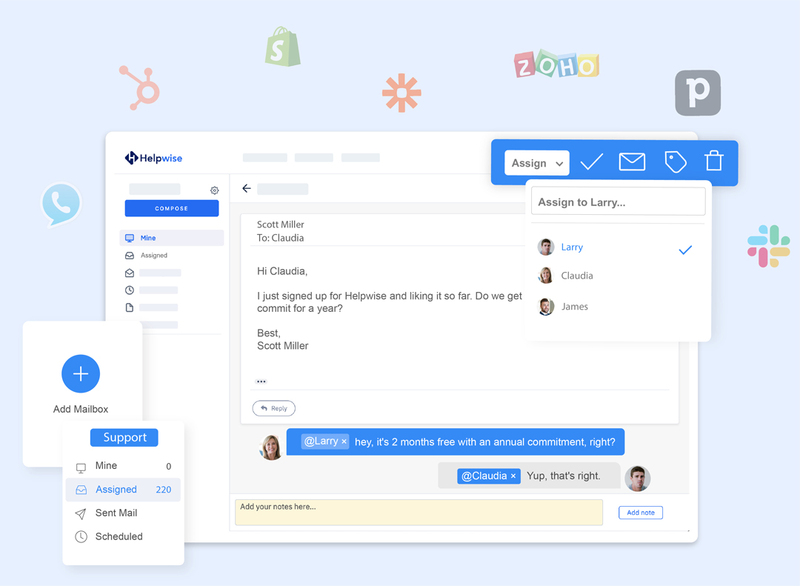 S
ZOHO
p
Helpwise
COMPOSE
Mine
Assigned
Assign
Assign to Larry...
Larry
Claudia
James
Scott Miller
To: Claudia
Hi Claudia,
I just signed up for Helpwise and liking it so far. Do we get
commit for a year?
Best,
Scott Miller
...
Reply
@Larry × hey, it's 2 months free with an annual commitment, right?
@Claudia × Yup, that's right.
Add your notes here...
Add note
Add Mailbox
Support
Mine 0
Assigned 220
Sent Mail
Scheduled